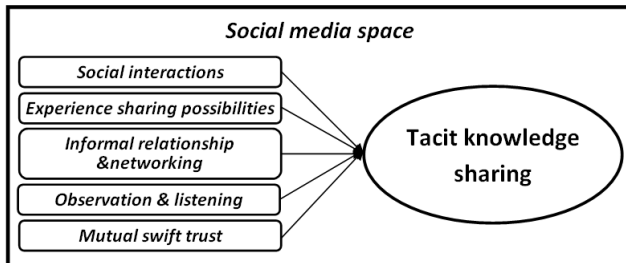 Social media space
Social interactions
Experience sharing possibilities
Informal relationship
&networking
Observation & listening
Mutual swift trust
Tacit knowledge
sharing